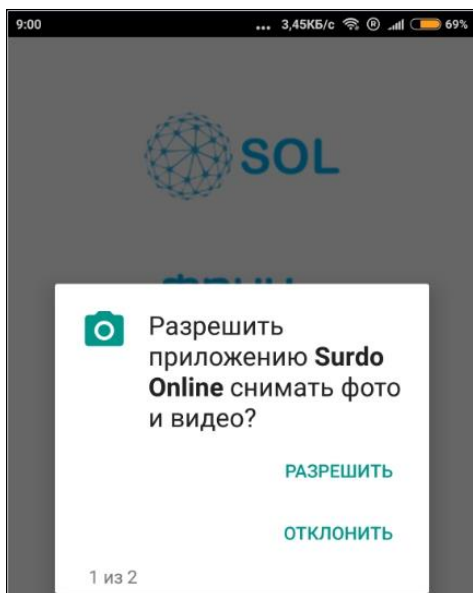 9:00 ... 3,45КБ/с ® 69%
SOL
Разрешить
приложению Surdo
Online снимать фото
и видео?
РАЗРЕШИТЬ
ОТКЛОНИТЬ
1 из 2